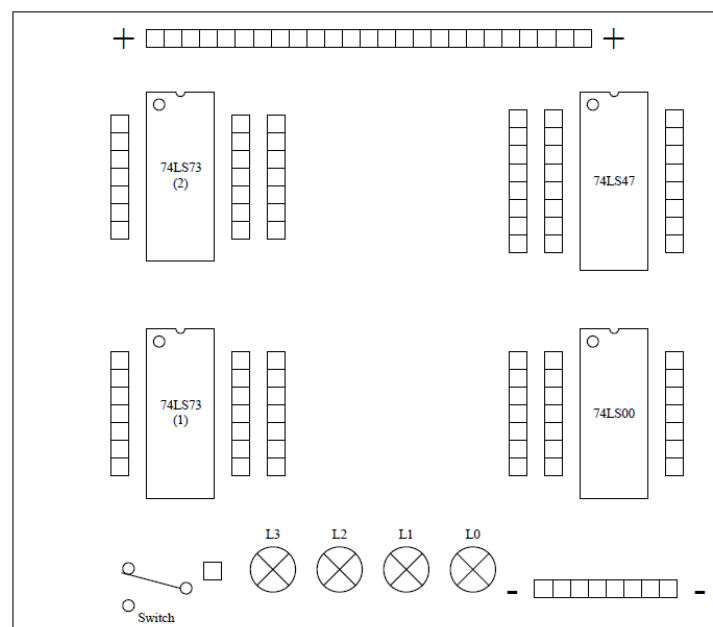 + +
74LS73
(2)
74LS47
74LS73
(1)
74LS00
L3 L2 L1 L0
- -
Switch